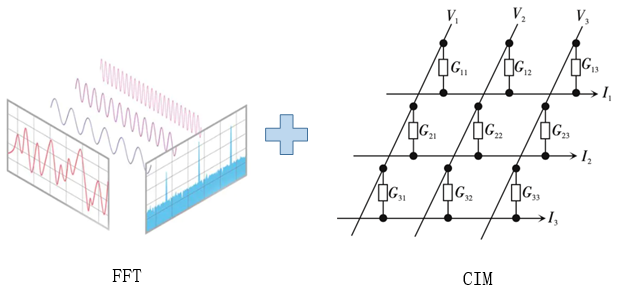 V1 V2 V3
G11 G12 G13 I1
G21 G22 G23 I2
G31 G32 G33 I3
FFT CIM